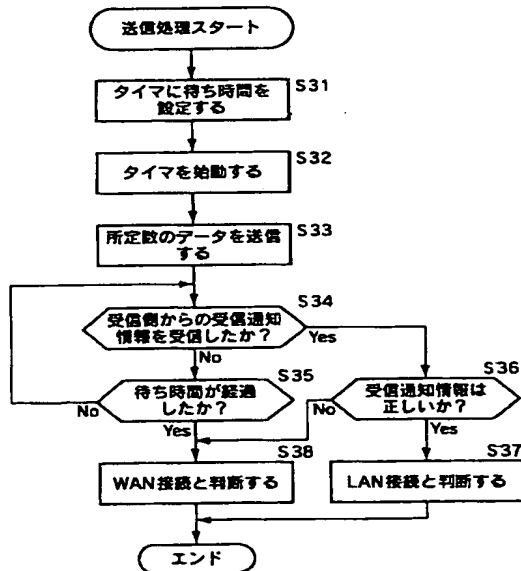 送信処理スタート
S31
タイマに待ち時間を
設定する
S32
タイマを始動する
S33
所定数のデータを送信
する
S34
受信側からの受信通知
情報を受信したか?
Yes
No
S35
待ち時間が経過
したか?
No
Yes
S36
受信通知情報は
正しいか?
No
Yes
S38
WAN接続と判断する
S37
LAN接続と判断する
エンド